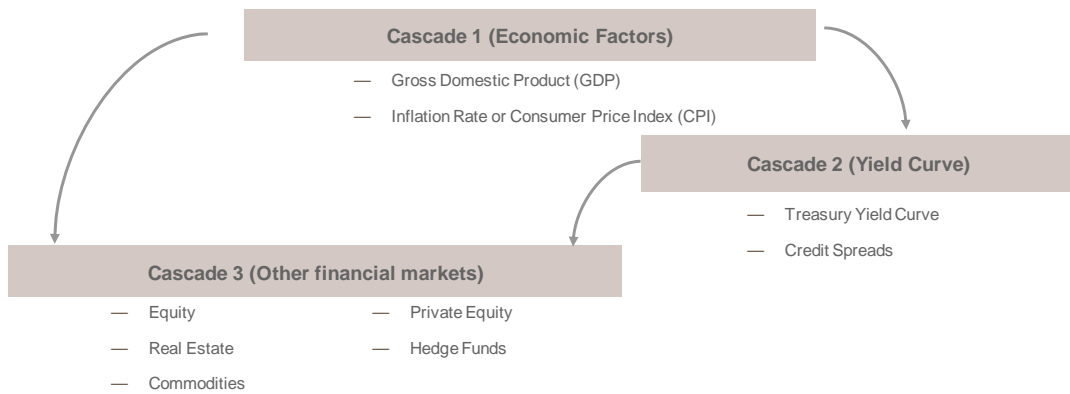 Cascade 1 (Economic Factors)
— Gross Domestic Product (GDP)
— Inflation Rate or Consumer Price Index (CPI)
Cascade 2 (Yield Curve)
— Treasury Yield Curve
— Credit Spreads
Cascade 3 (Other financial markets)
— Equity
— Real Estate
— Commodities
— Private Equity
— Hedge Funds